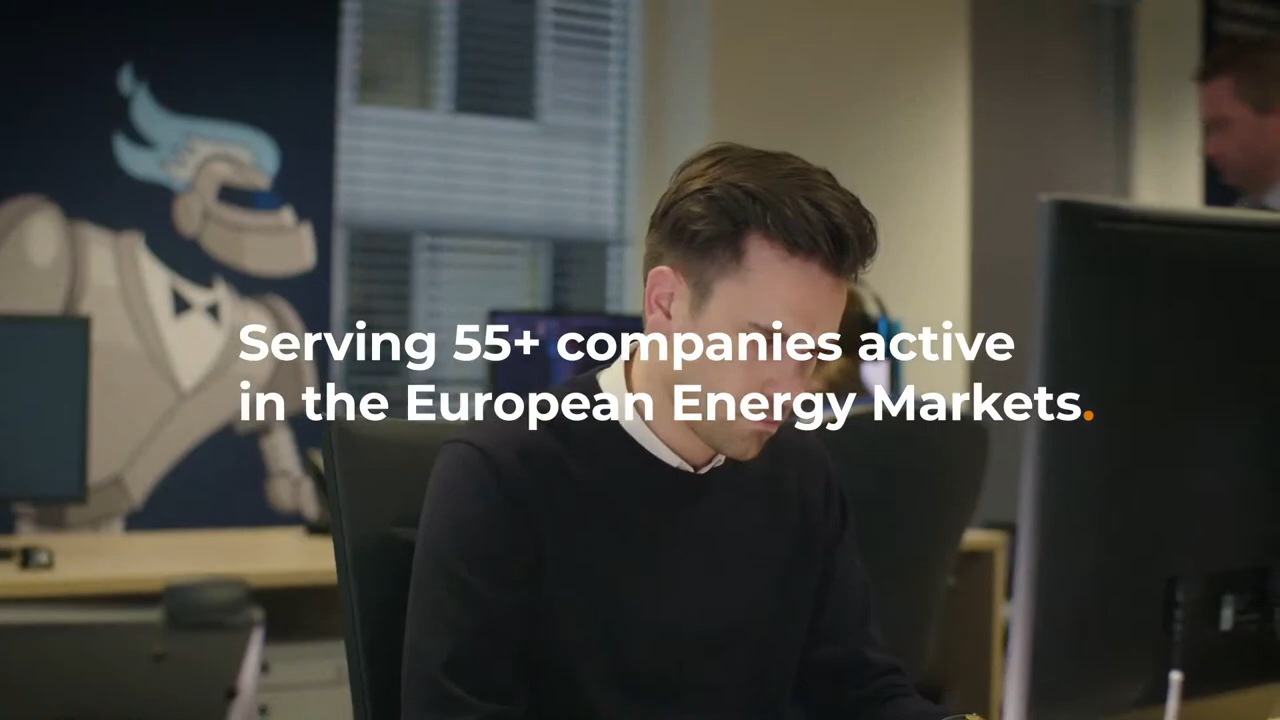 Serving 55+ companies active
in the European Energy Markets.